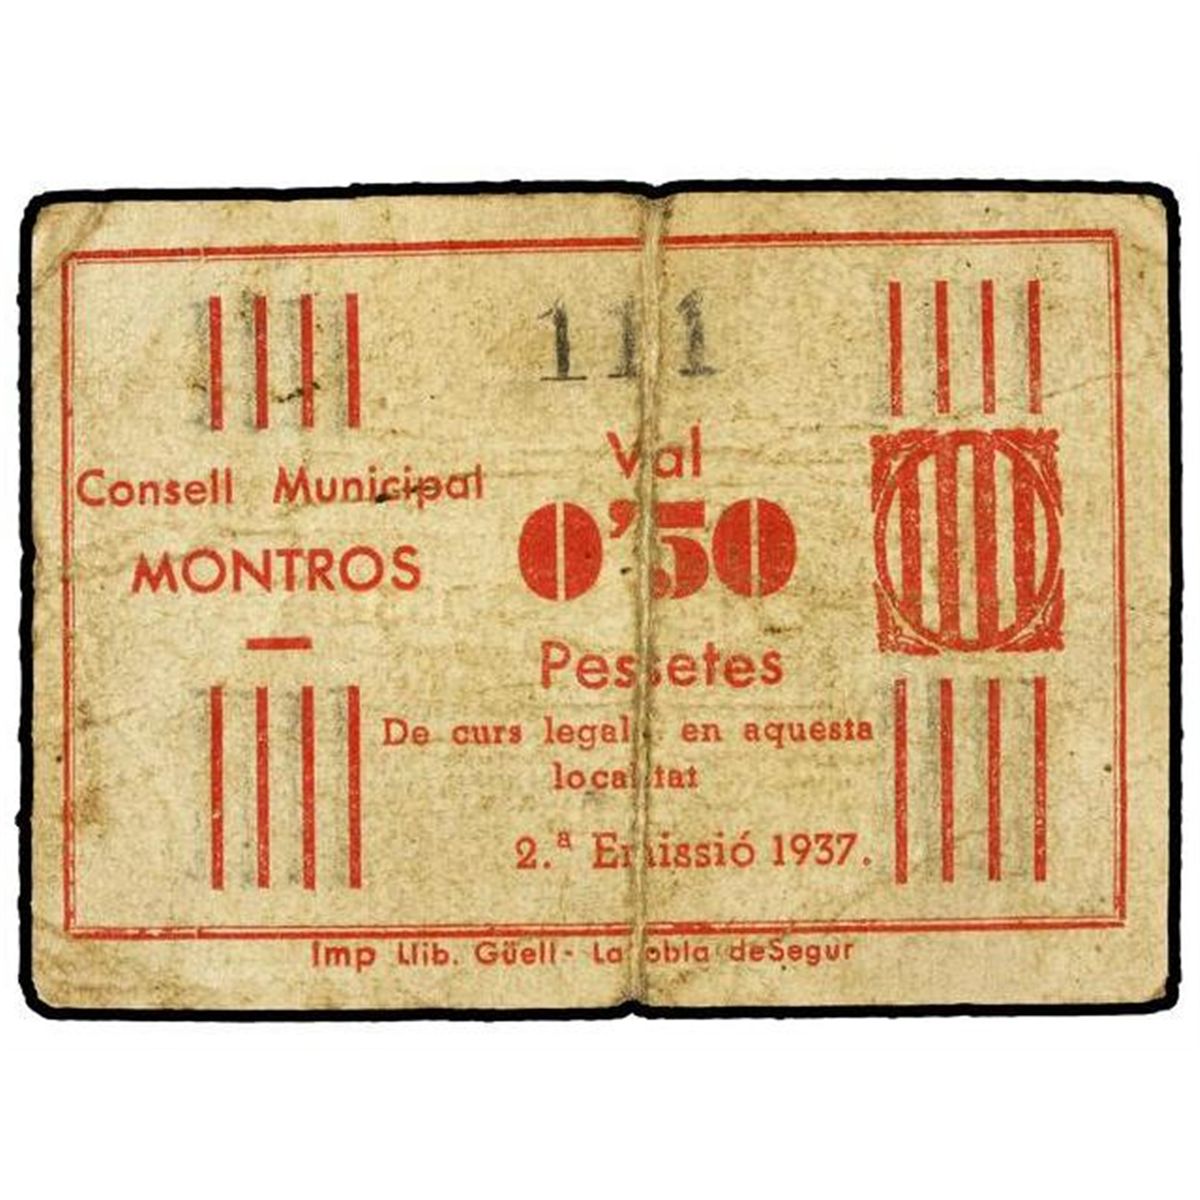 111
Consell Municipal
MONTROS
Val
0'50
Pessetes
De curs legal en aquesta
localitat
2.ª Emissió 1937.
Imp Llib. Güell - La Pobla de Segur